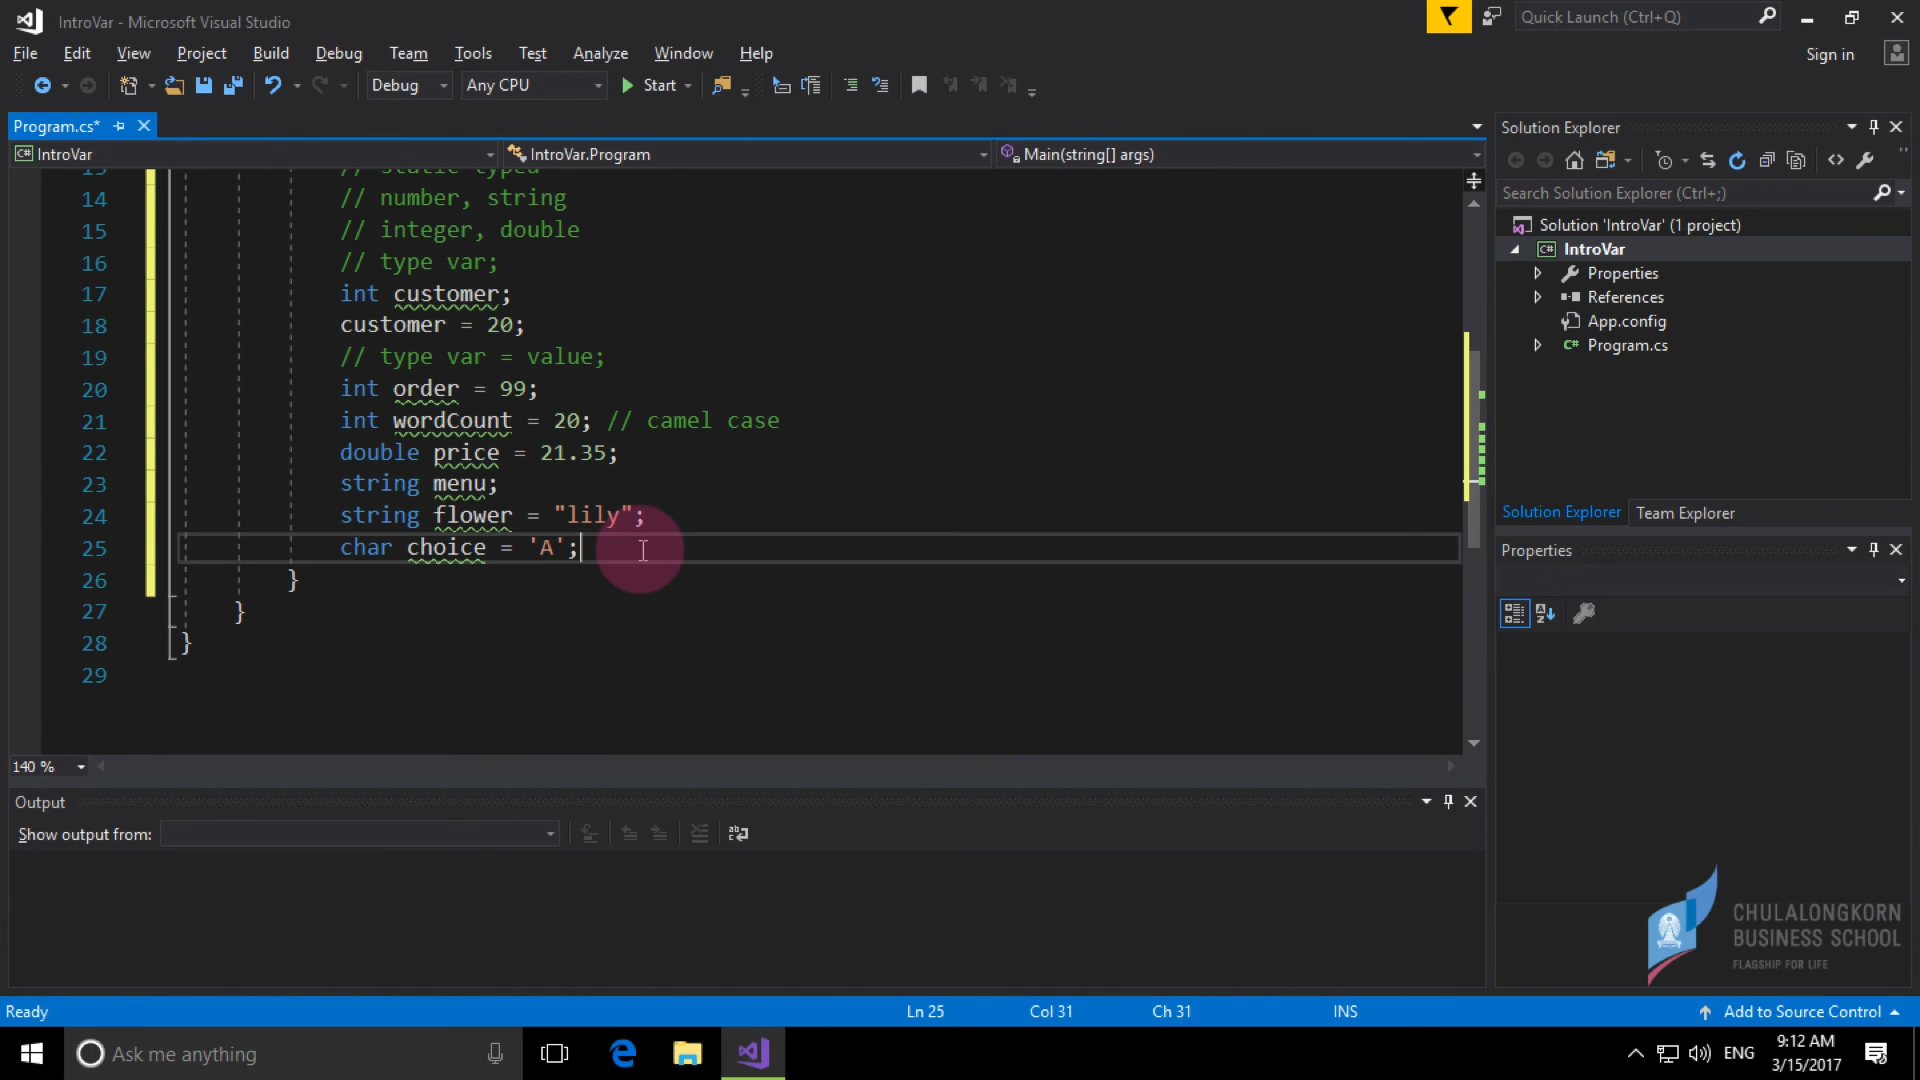 IntroVar - Microsoft Visual Studio
Quick Launch (Ctrl+Q)
File Edit View Project Build Debug Team Tools Test Analyze Window Help
Sign in
Debug Any CPU Start
Program.cs*
IntroVar IntroVar.Program Main(string[] args)
13 // static typed
14 // number, string
15 // integer, double
16 // type var;
17 int customer;
18 customer = 20;
19 // type var = value;
20 int order = 99;
21 int wordCount = 20; // camel case
22 double price = 21.35;
23 string menu;
24 string flower = "lily";
25 char choice = 'A';
26 }
27 }
28 }
29
140 %
Output
Show output from:
Solution Explorer
Search Solution Explorer (Ctrl+;)
Solution 'IntroVar' (1 project)
C# IntroVar
Properties
References
App.config
C# Program.cs
Solution Explorer Team Explorer
Properties
CHULALONGKORN
BUSINESS SCHOOL
FLAGSHIP FOR LIFE
Ready Ln 25 Col 31 Ch 31 INS Add to Source Control
Ask me anything
ENG
9:12 AM
3/15/2017